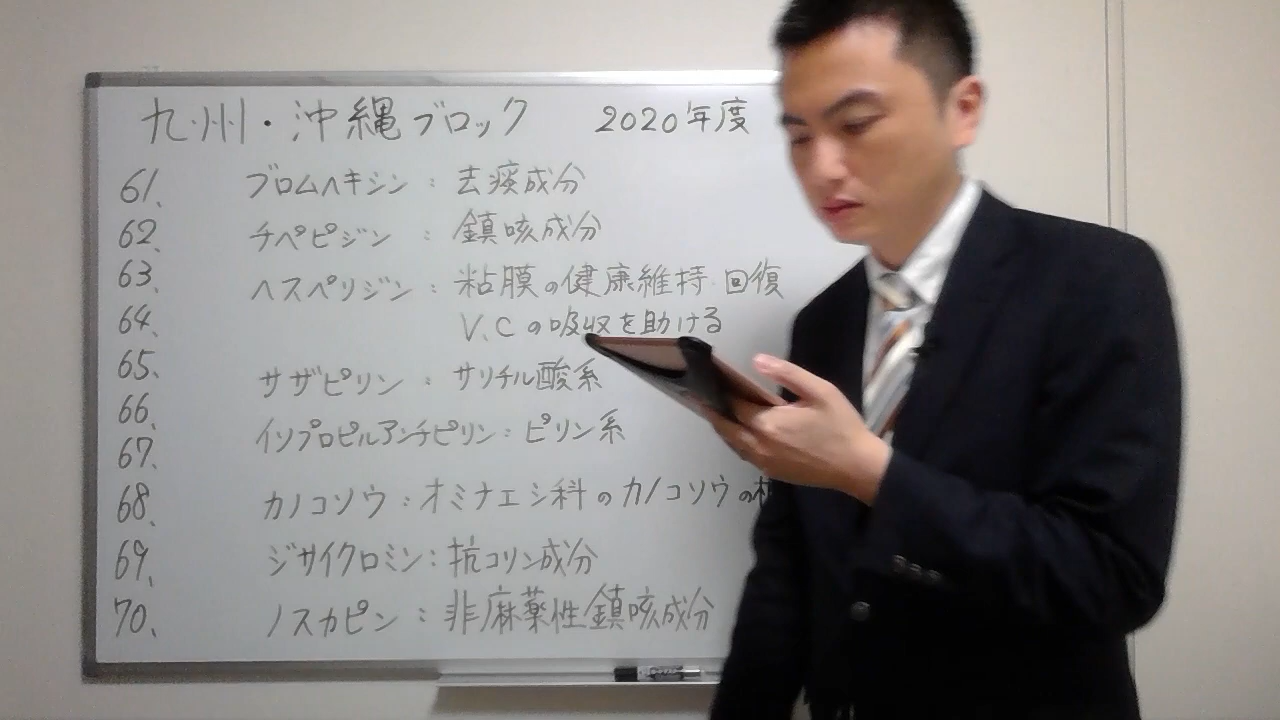 九州・沖縄ブロック 2020年度
61、 ブロムヘキシン：去痰成分
62、 チペピジン：鎮咳成分
63、 ヘスペリジン：粘膜の健康維持・回復
64、 V.Cの吸収を助ける
65、 サザピリン：サリチル酸系
66、
67、 イソプロピルアンチピリン：ピリン系
68、 カノコソウ：オミナエシ科のカノコソウの
69、 ジサイクロミン：抗コリン成分
70、 ノスカピン：非麻薬性鎮咳成分